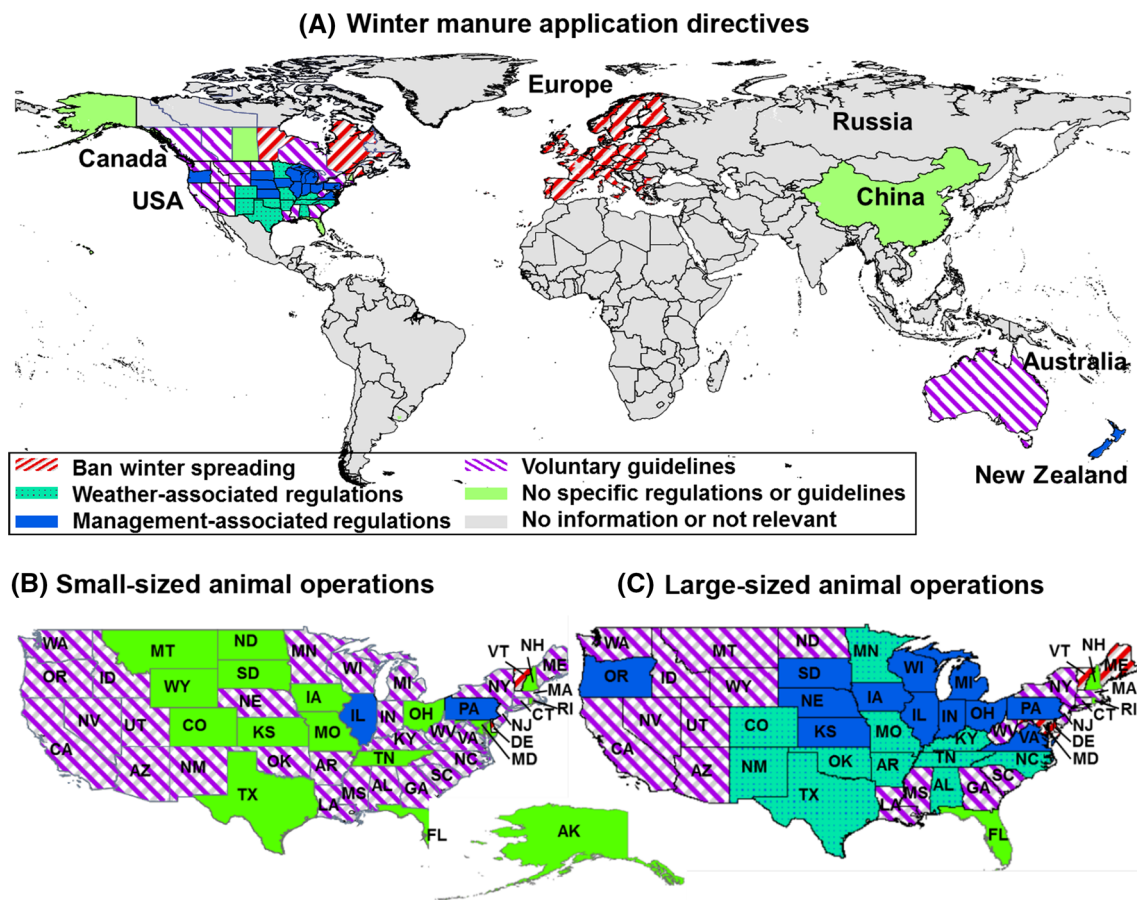 (A) Winter manure application directives
Europe
Russia
Canada
USA
China
Australia
New Zealand
Ban winter spreading
Weather-associated regulations
Management-associated regulations
Voluntary guidelines
No specific regulations or guidelines
No information or not relevant
(B) Small-sized animal operations
WA
OR
ID
MT
ND
MN
SD
WY
NE
IA
WI
MI
NV
UT
CO
KS
MO
IL
IN
OH
PA
NY
VT
NH
ME
MA
RI
CT
NJ
DE
MD
WV
VA
KY
CA
AZ
NM
OK
AR
TN
NC
SC
TX
LA
MS
AL
GA
FL
AK
(C) Large-sized animal operations
WA
OR
ID
MT
ND
MN
SD
WY
NE
IA
WI
MI
NV
UT
CO
KS
MO
IL
IN
OH
PA
NY
VT
NH
ME
MA
RI
CT
NJ
DE
MD
WV
VA
KY
CA
AZ
NM
OK
AR
TN
NC
SC
TX
LA
MS
AL
GA
FL